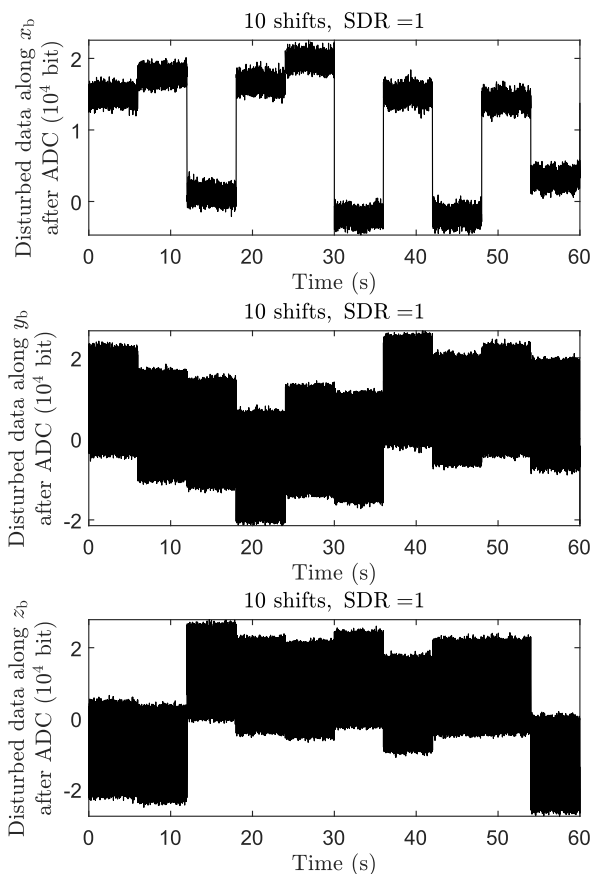 10 shifts, SDR =1
Disturbed data along x_b
after ADC (10^4 bit)
2
1
0
0 10 20 30 40 50 60
Time (s)
10 shifts, SDR =1
Disturbed data along y_b
after ADC (10^4 bit)
2
0
-2
0 10 20 30 40 50 60
Time (s)
10 shifts, SDR =1
Disturbed data along z_b
after ADC (10^4 bit)
2
0
-2
0 10 20 30 40 50 60
Time (s)